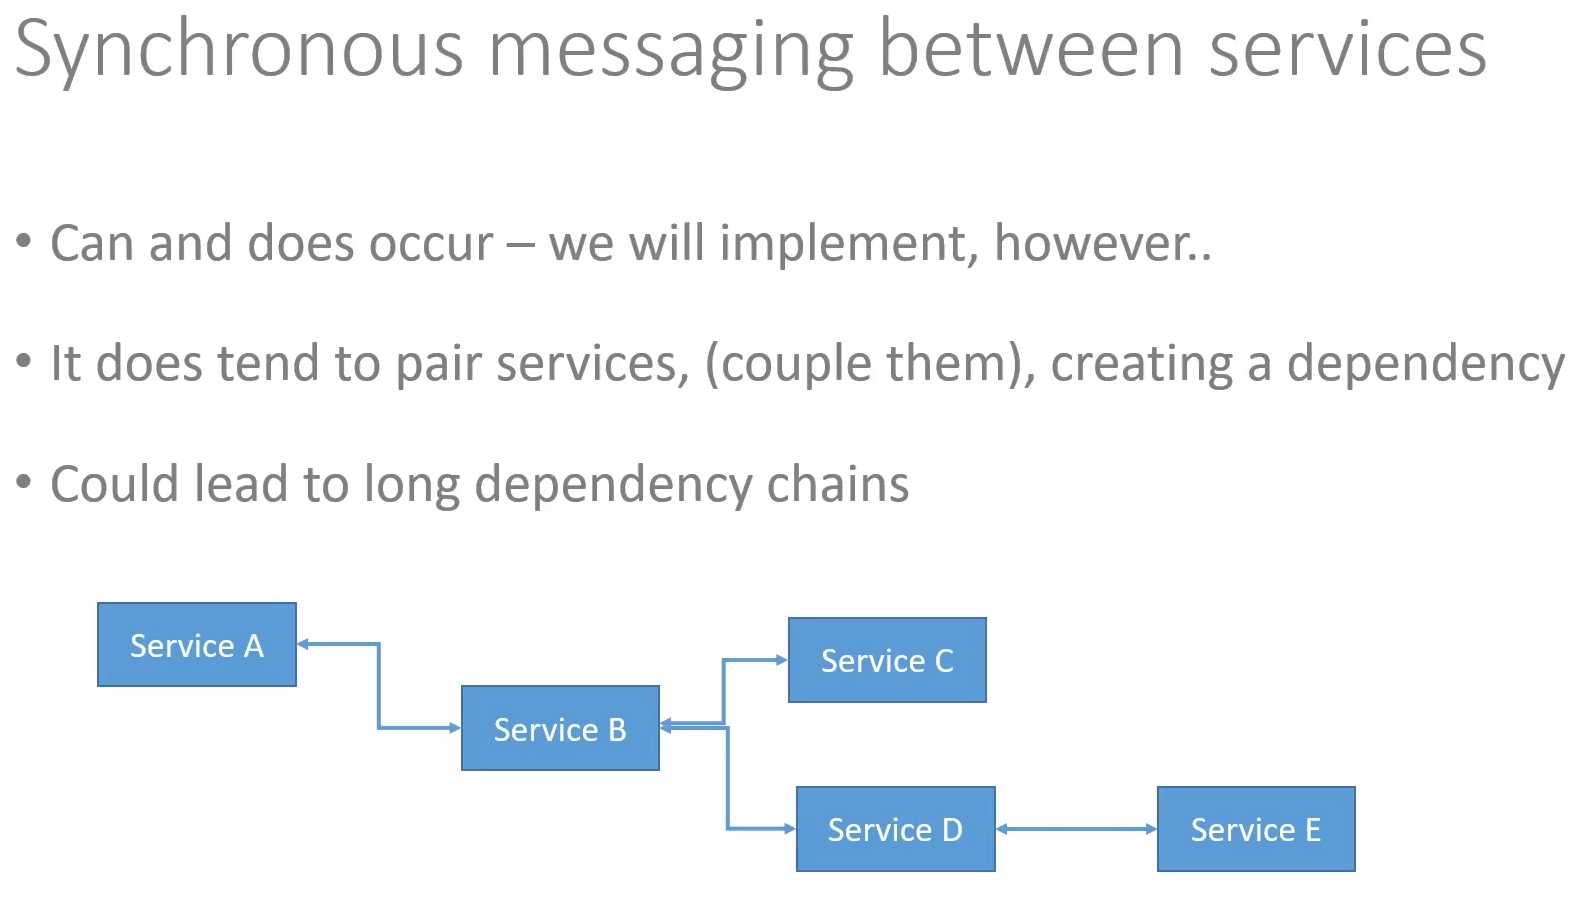 Synchronous messaging between services
• Can and does occur – we will implement, however..
• It does tend to pair services, (couple them), creating a dependency
• Could lead to long dependency chains
Service A
Service C
Service B
Service D
Service E